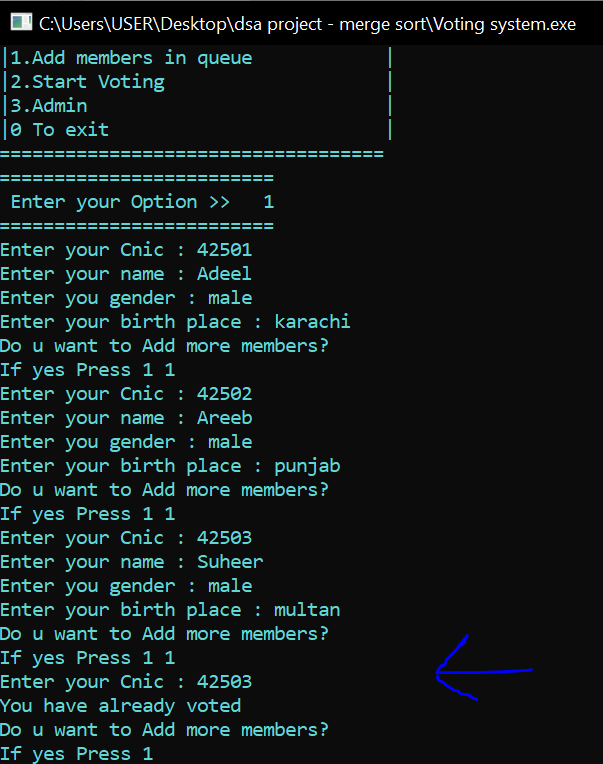 C:\Users\USER\Desktop\dsa project - merge sort\Voting system.exe
|1.Add members in queue            |
|2.Start Voting                    |
|3.Admin                           |
|0 To exit                         |
===================================
=========================
 Enter your Option >>   1
=========================
Enter your Cnic : 42501
Enter your name : Adeel
Enter you gender : male
Enter your birth place : karachi
Do u want to Add more members?
If yes Press 1 1
Enter your Cnic : 42502
Enter your name : Areeb
Enter you gender : male
Enter your birth place : punjab
Do u want to Add more members?
If yes Press 1 1
Enter your Cnic : 42503
Enter your name : Suheer
Enter you gender : male
Enter your birth place : multan
Do u want to Add more members?
If yes Press 1 1
Enter your Cnic : 42503
You have already voted
Do u want to Add more members?
If yes Press 1